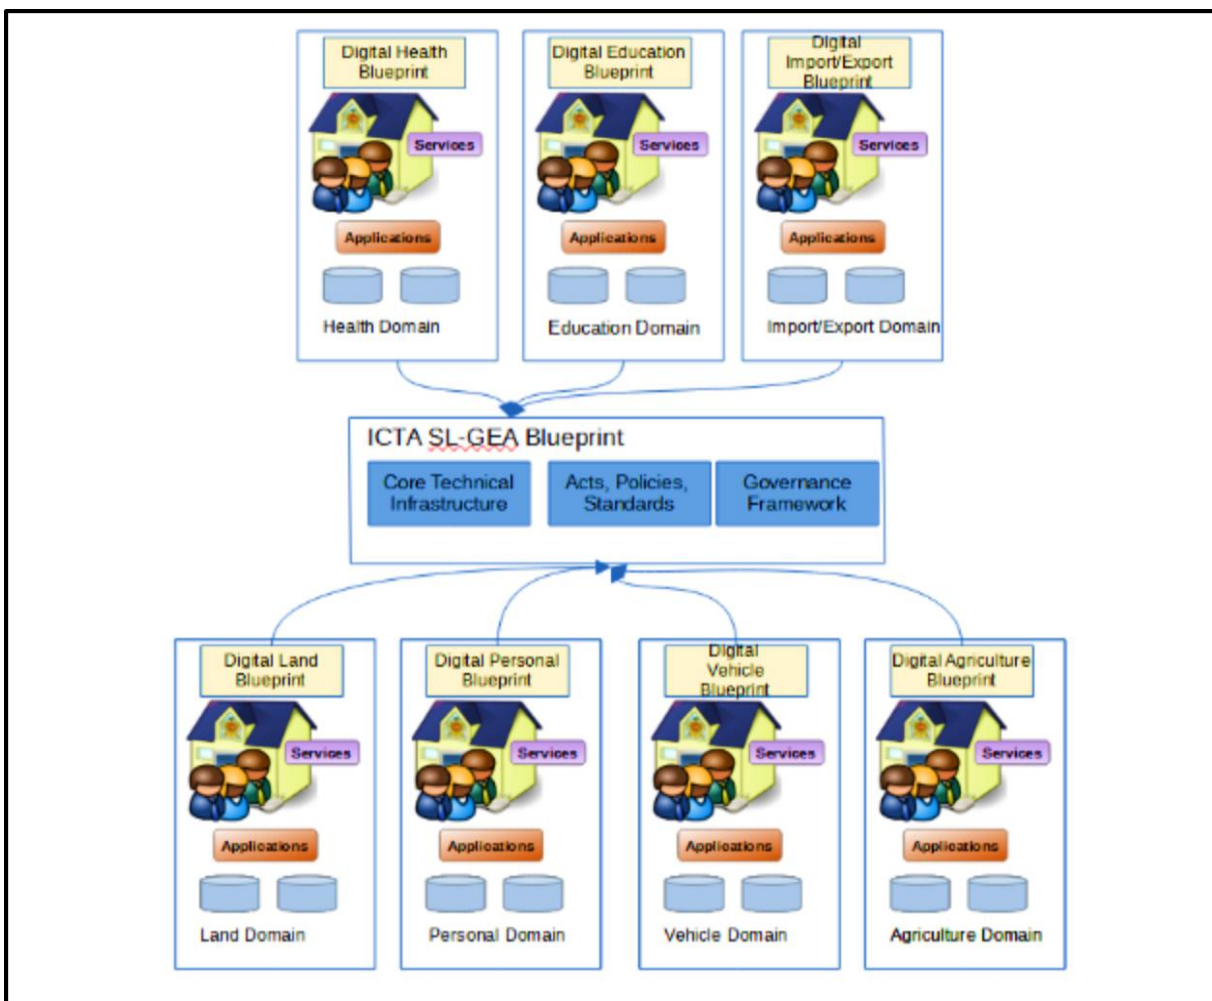 Digital Health
Blueprint
Services
Applications
Health Domain
Digital Education
Blueprint
Services
Applications
Education Domain
Digital
Import/Export
Blueprint
Services
Applications
Import/Export Domain
ICTA SL-GEA Blueprint
Core Technical
Infrastructure
Acts, Policies,
Standards
Governance
Framework
Digital Land
Blueprint
Services
Applications
Land Domain
Digital Personal
Blueprint
Services
Applications
Personal Domain
Digital
Vehicle
Blueprint
Services
Applications
Vehicle Domain
Digital Agriculture
Blueprint
Services
Applications
Agriculture Domain